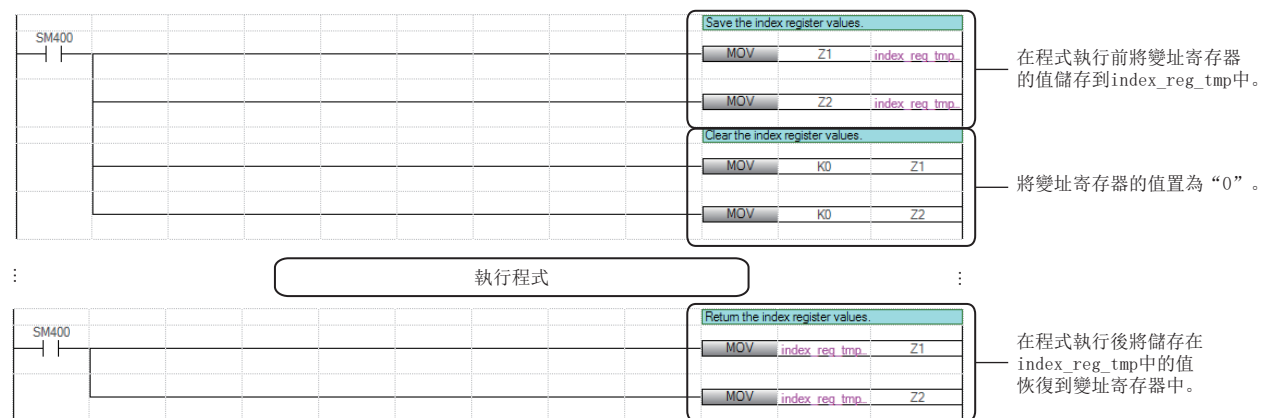 Save the index register values.
SM400
MOV Z1 index_reg_tmp..
在程式執行前將變址寄存器
的值儲存到index_reg_tmp中。
MOV Z2 index_reg_tmp..
Clear the index register values.
MOV K0 Z1
將變址寄存器的值置為“0”。
MOV K0 Z2
⋮ 執行程式 ⋮
Return the index register values.
SM400
MOV index_reg_tmp.. Z1
在程式執行後將儲存在
index_reg_tmp中的值
恢復到變址寄存器中。
MOV index_reg_tmp.. Z2